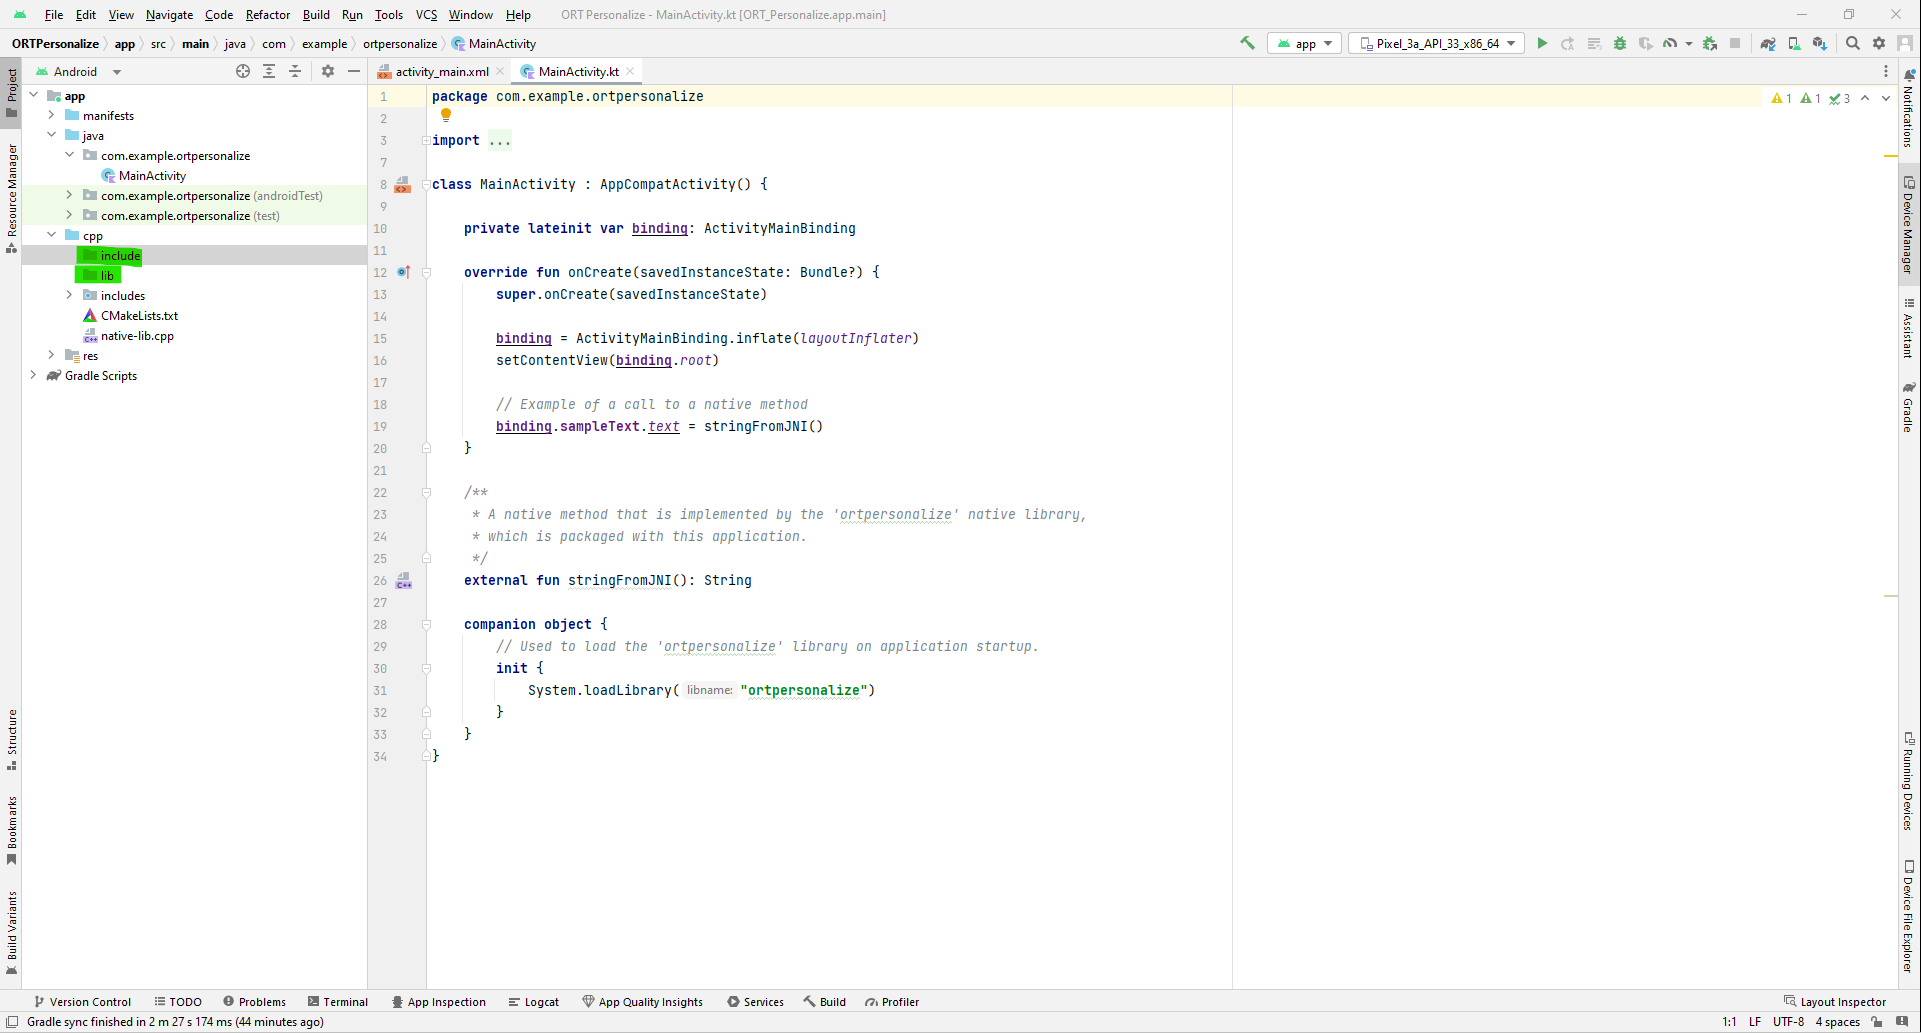 File Edit View Navigate Code Refactor Build Run Tools VCS Window Help ORT Personalize - MainActivity.kt [ORT_Personalize.app.main]
ORTPersonalize app src main java com example ortpersonalize MainActivity app Pixel_3a_API_33_x86_64
Android activity_main.xml MainActivity.kt
Project
Resource Manager
Structure
Bookmarks
Build Variants
app
manifests
java
com.example.ortpersonalize
MainActivity
com.example.ortpersonalize (androidTest)
com.example.ortpersonalize (test)
cpp
include
lib
includes
CMakeLists.txt
native-lib.cpp
res
Gradle Scripts
1 package com.example.ortpersonalize 1 1 3
2
3 import ...
7
8 class MainActivity : AppCompatActivity() {
9
10 private lateinit var binding: ActivityMainBinding
11
12 override fun onCreate(savedInstanceState: Bundle?) {
13 super.onCreate(savedInstanceState)
14
15 binding = ActivityMainBinding.inflate(layoutInflater)
16 setContentView(binding.root)
17
18 // Example of a call to a native method
19 binding.sampleText.text = stringFromJNI()
20 }
21
22 /**
23 * A native method that is implemented by the 'ortpersonalize' native library,
24 * which is packaged with this application.
25 */
26 external fun stringFromJNI(): String
27
28 companion object {
29 // Used to load the 'ortpersonalize' library on application startup.
30 init {
31 System.loadLibrary( libname: "ortpersonalize")
32 }
33 }
34 }
Notifications
Device Manager
Assistant
Gradle
Running Devices
Device File Explorer
Version Control TODO Problems Terminal App Inspection Logcat App Quality Insights Services Build Profiler Layout Inspector
Gradle sync finished in 2 m 27 s 174 ms (44 minutes ago) 1:1 LF UTF-8 4 spaces